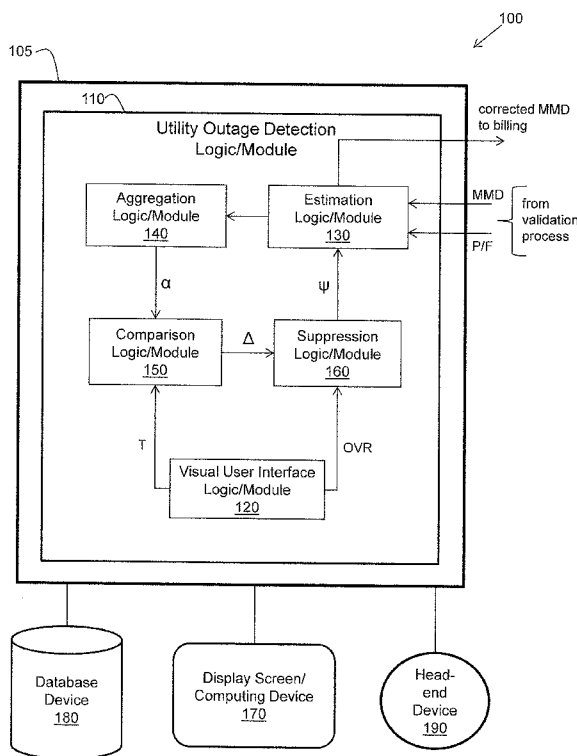 100
105
110
Utility Outage Detection
Logic/Module
corrected MMD
to billing
Aggregation
Logic/Module
140
Estimation
Logic/Module
130
MMD
P/F
from
validation
process
α
Ψ
Comparison
Logic/Module
150
Δ
Suppression
Logic/Module
160
T
OVR
Visual User Interface
Logic/Module
120
Database
Device
180
Display Screen/
Computing Device
170
Head-
end
Device
190